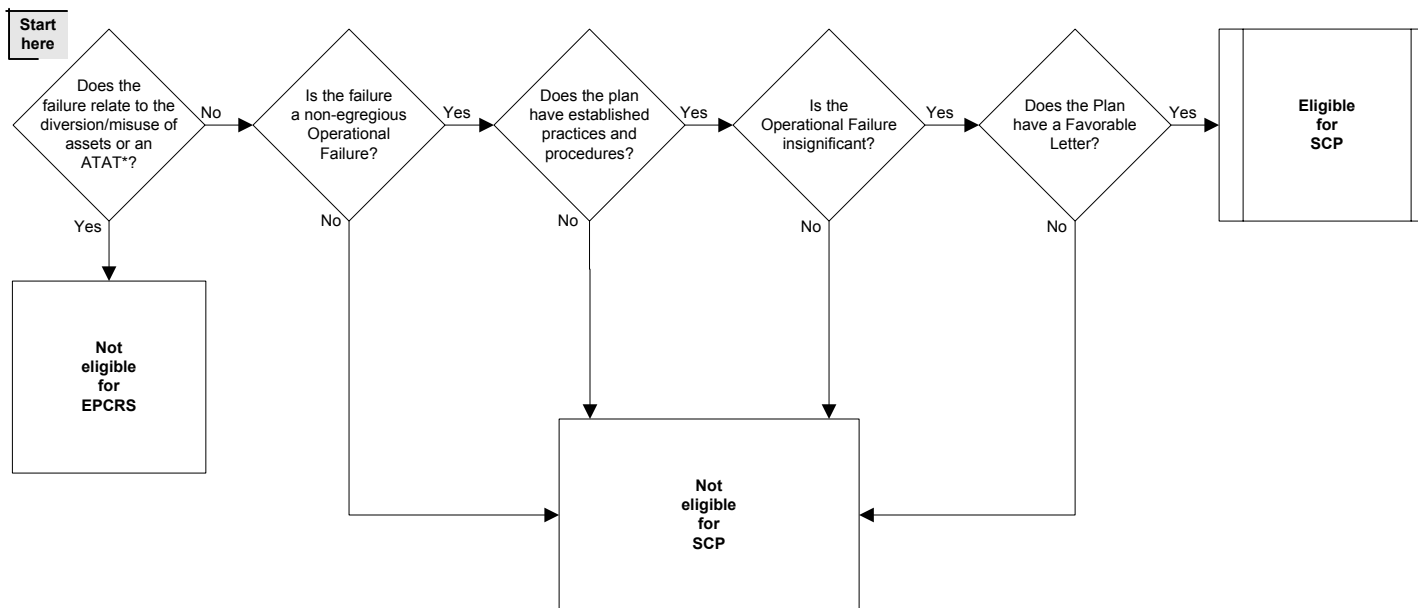 Start
here
Does the
failure relate to the
diversion/misuse of
assets or an
ATAT*?
No
Yes
Not
eligible
for
EPCRS
Is the failure
a non-egregious
Operational
Failure?
Yes
No
Does the plan
have established
practices and
procedures?
Yes
No
Is the
Operational Failure
insignificant?
Yes
No
Does the Plan
have a Favorable
Letter?
Yes
No
Eligible
for
SCP
Not
eligible
for
SCP